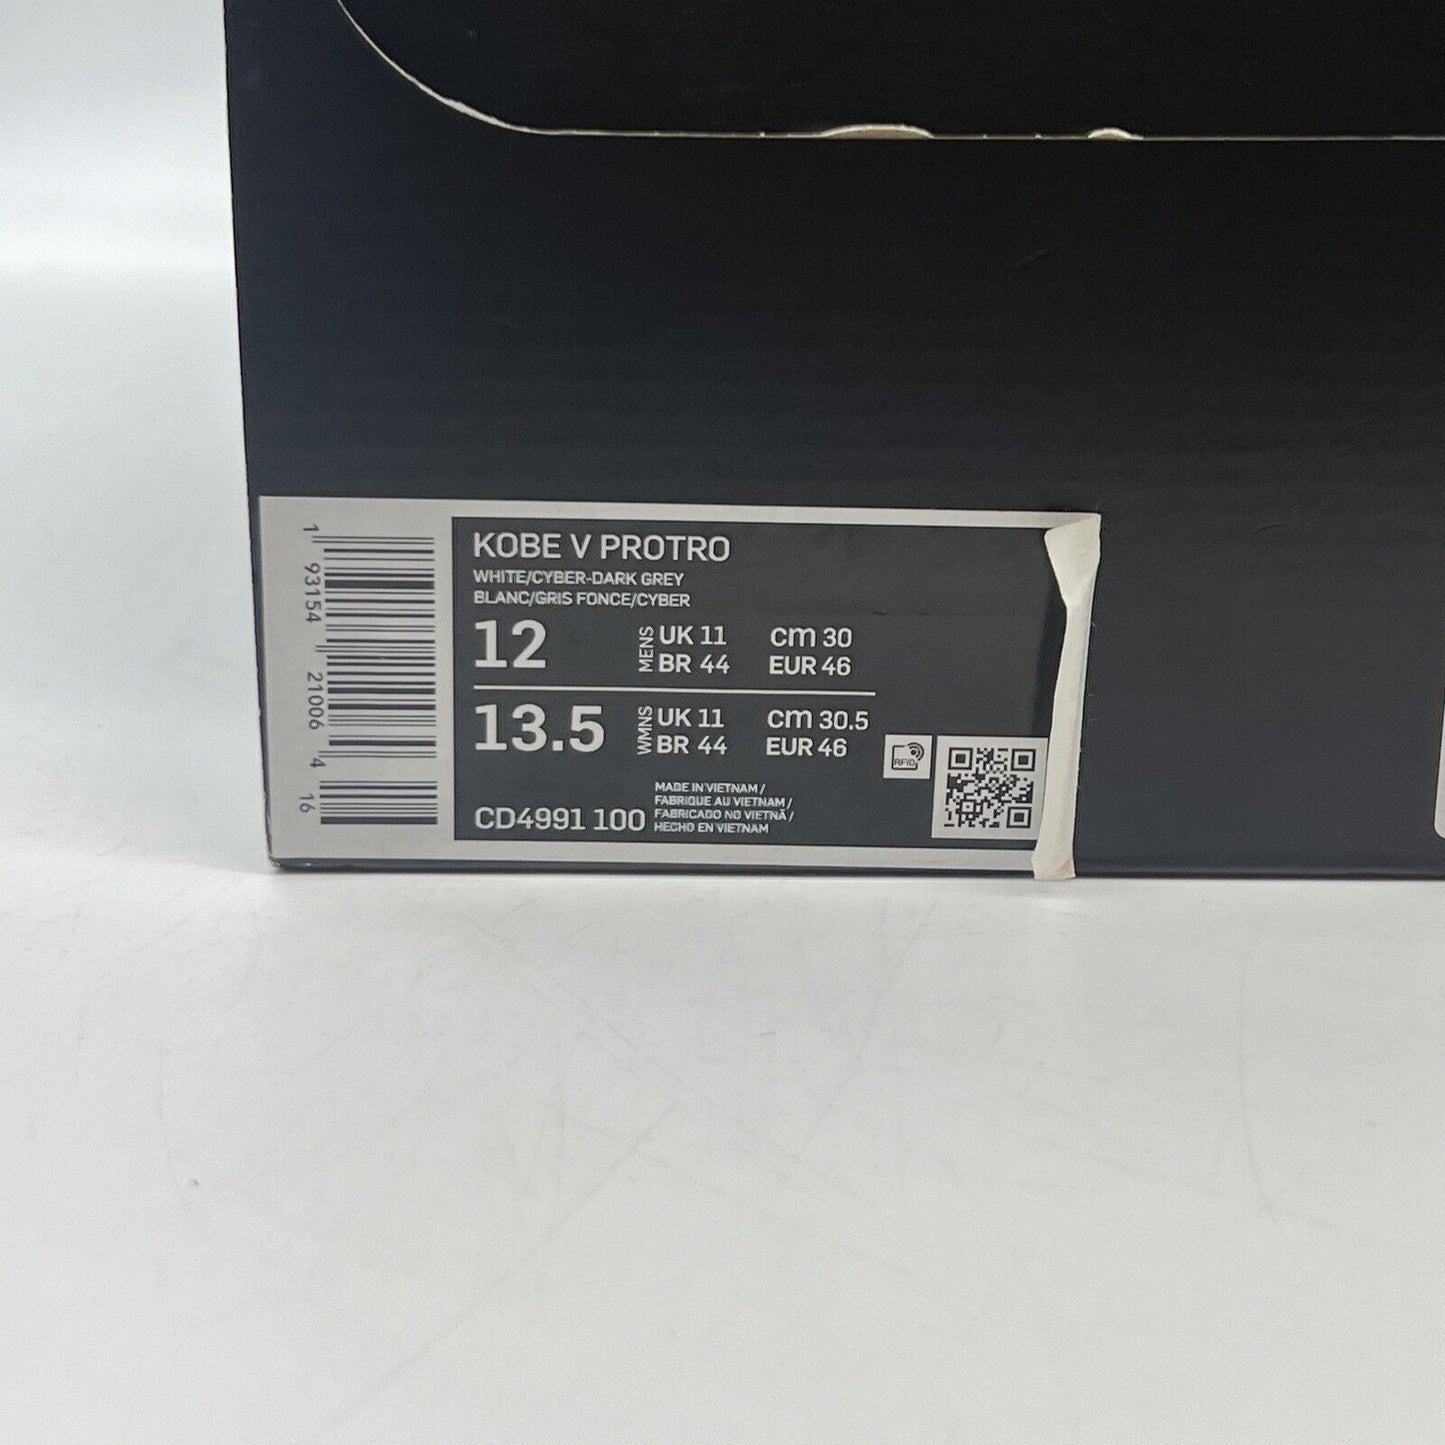 1 93154 21006 4 16
KOBE V PROTRO
WHITE/CYBER-DARK GREY
BLANC/GRIS FONCE/CYBER
12 MENS UK 11 cm 30
BR 44 EUR 46
13.5 WMNS UK 11 cm 30.5
BR 44 EUR 46
RFID
CD4991 100
MADE IN VIETNAM /
FABRIQUE AU VIETNAM /
FABRICADO NO VIETNÃ /
HECHO EN VIETNAM